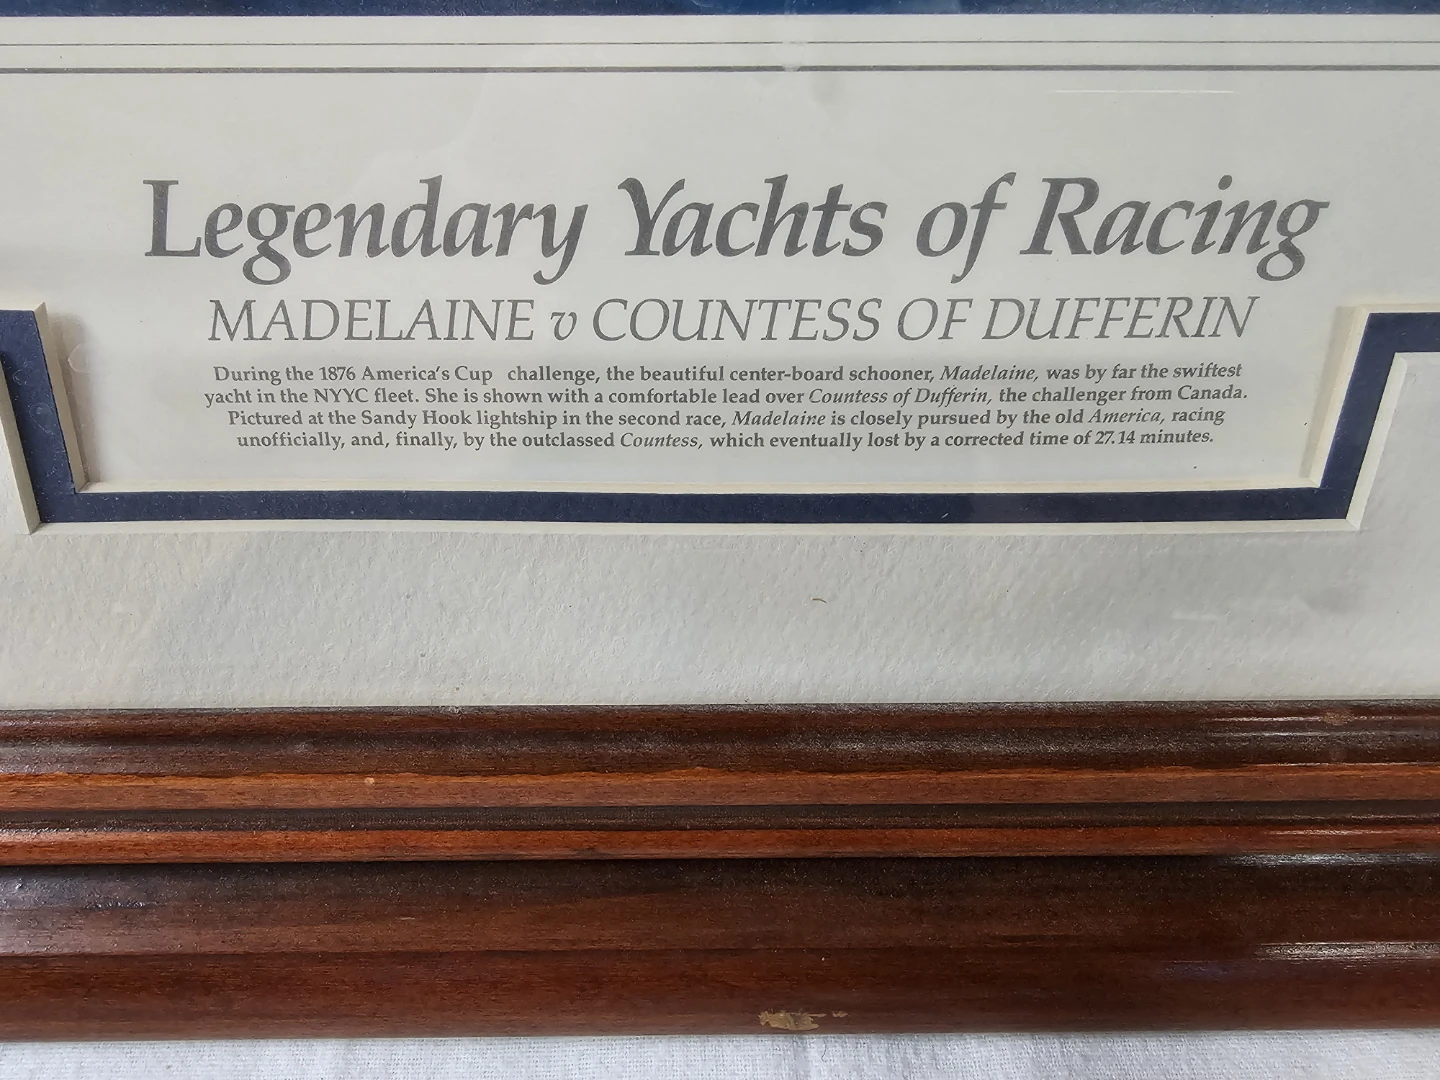 Legendary Yachts of Racing
MADELAINE v COUNTESS OF DUFFERIN
During the 1876 America's Cup challenge, the beautiful center-board schooner, Madelaine, was by far the swiftest
yacht in the NYYC fleet. She is shown with a comfortable lead over Countess of Dufferin, the challenger from Canada.
Pictured at the Sandy Hook lightship in the second race, Madelaine is closely pursued by the old America, racing
unofficially, and, finally, by the outclassed Countess, which eventually lost by a corrected time of 27.14 minutes.